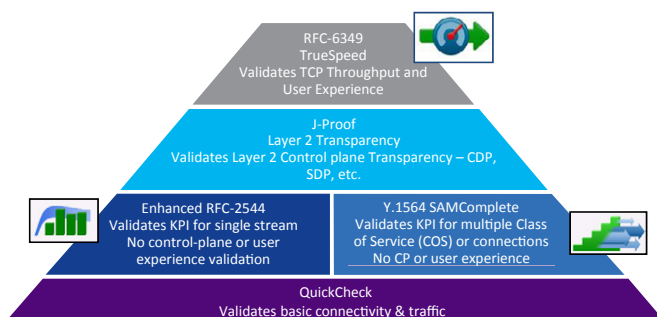 RFC-6349
TrueSpeed
Validates TCP Throughput and
User Experience
J-Proof
Layer 2 Transparency
Validates Layer 2 Control plane Transparency – CDP,
SDP, etc.
Enhanced RFC-2544
Validates KPI for single stream
No control-plane or user
experience validation
Y.1564 SAMComplete
Validates KPI for multiple Class
of Service (COS) or connections
No CP or user experience
QuickCheck
Validates basic connectivity & traffic